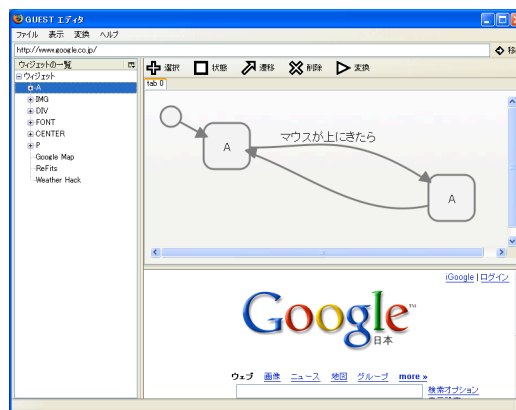 GUEST エディタ
ファイル 表示 変換 ヘルプ
http://www.google.co.jp/
移
ウィジェットの一覧
選択 状態 遷移 削除 変換
tab 0
ウィジェット
A
IMG
DIV
FONT
CENTER
P
Google Map
ReFits
Weather Hack
A
マウスが上にきたら
A
iGoogle | ログイン
Google™
日本
ウェブ 画像 ニュース 地図 グループ more »
検索オプション